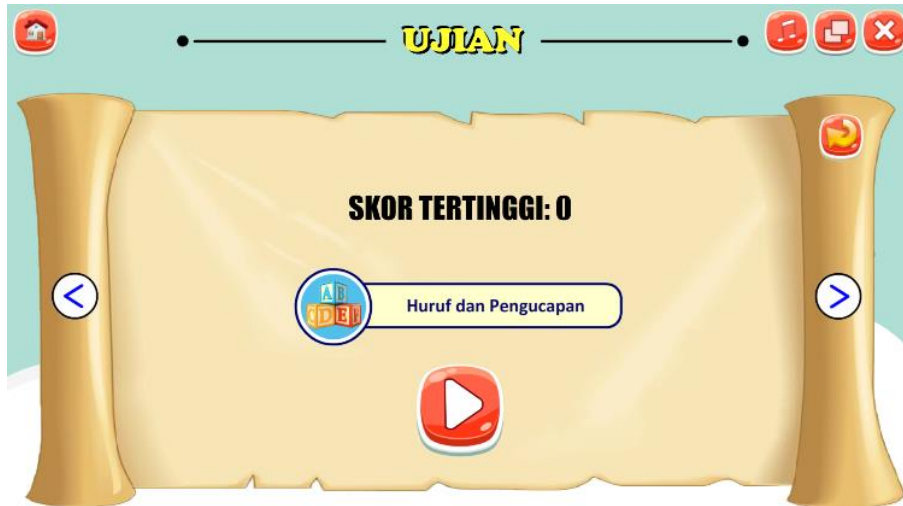 UJIAN
SKOR TERTINGGI: 0
A B
C D E F
Huruf dan Pengucapan